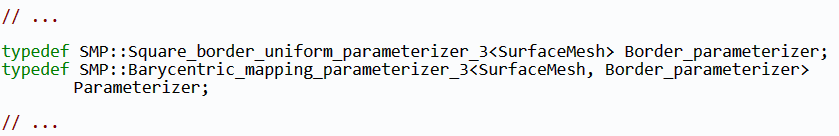 // ...
typedef SMP::Square_border_uniform_parameterizer_3<SurfaceMesh> Border_parameterizer;
typedef SMP::Barycentric_mapping_parameterizer_3<SurfaceMesh, Border_parameterizer>
Parameterizer;
// ...